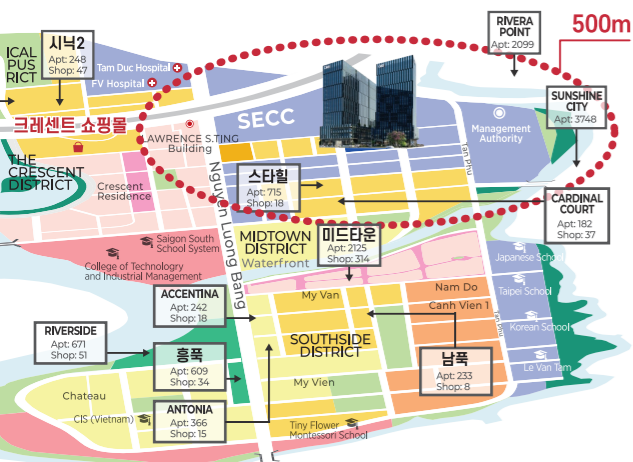 RIVERA
POINT
Apt: 2099
500m
시닉2
Apt: 248
Shop: 47
ICAL
PUS
RICT
Tam Duc Hospital
FV Hospital
SUNSHINE
CITY
Apt: 3748
크레센트 쇼핑몰
SECC
Management
Authority
LAWRENCE S.TING
Building
THE
CRESCENT
DISTRICT
Crescent
Residence
Tan Phu
스타힐
Apt: 715
Shop: 18
CARDINAL
COURT
Apt: 182
Shop: 37
Nguyen Luong Bang
MIDTOWN
DISTRICT
Waterfront
미드타운
Apt: 2125
Shop: 314
Saigon South
School System
College of Technology
and Industrial Management
Japanese School
Taipei School
Korean School
Le Van Tam
ACCENTINA
Apt: 242
Shop: 18
My Van
Nam Do
Canh Vien 1
Tan Phu
RIVERSIDE
Apt: 671
Shop: 51
홍푹
Apt: 609
Shop: 34
SOUTHSIDE
DISTRICT
남푹
Apt: 233
Shop: 8
My Vien
Chateau
CIS (Vietnam)
ANTONIA
Apt: 366
Shop: 15
Tiny Flower
Montessori School